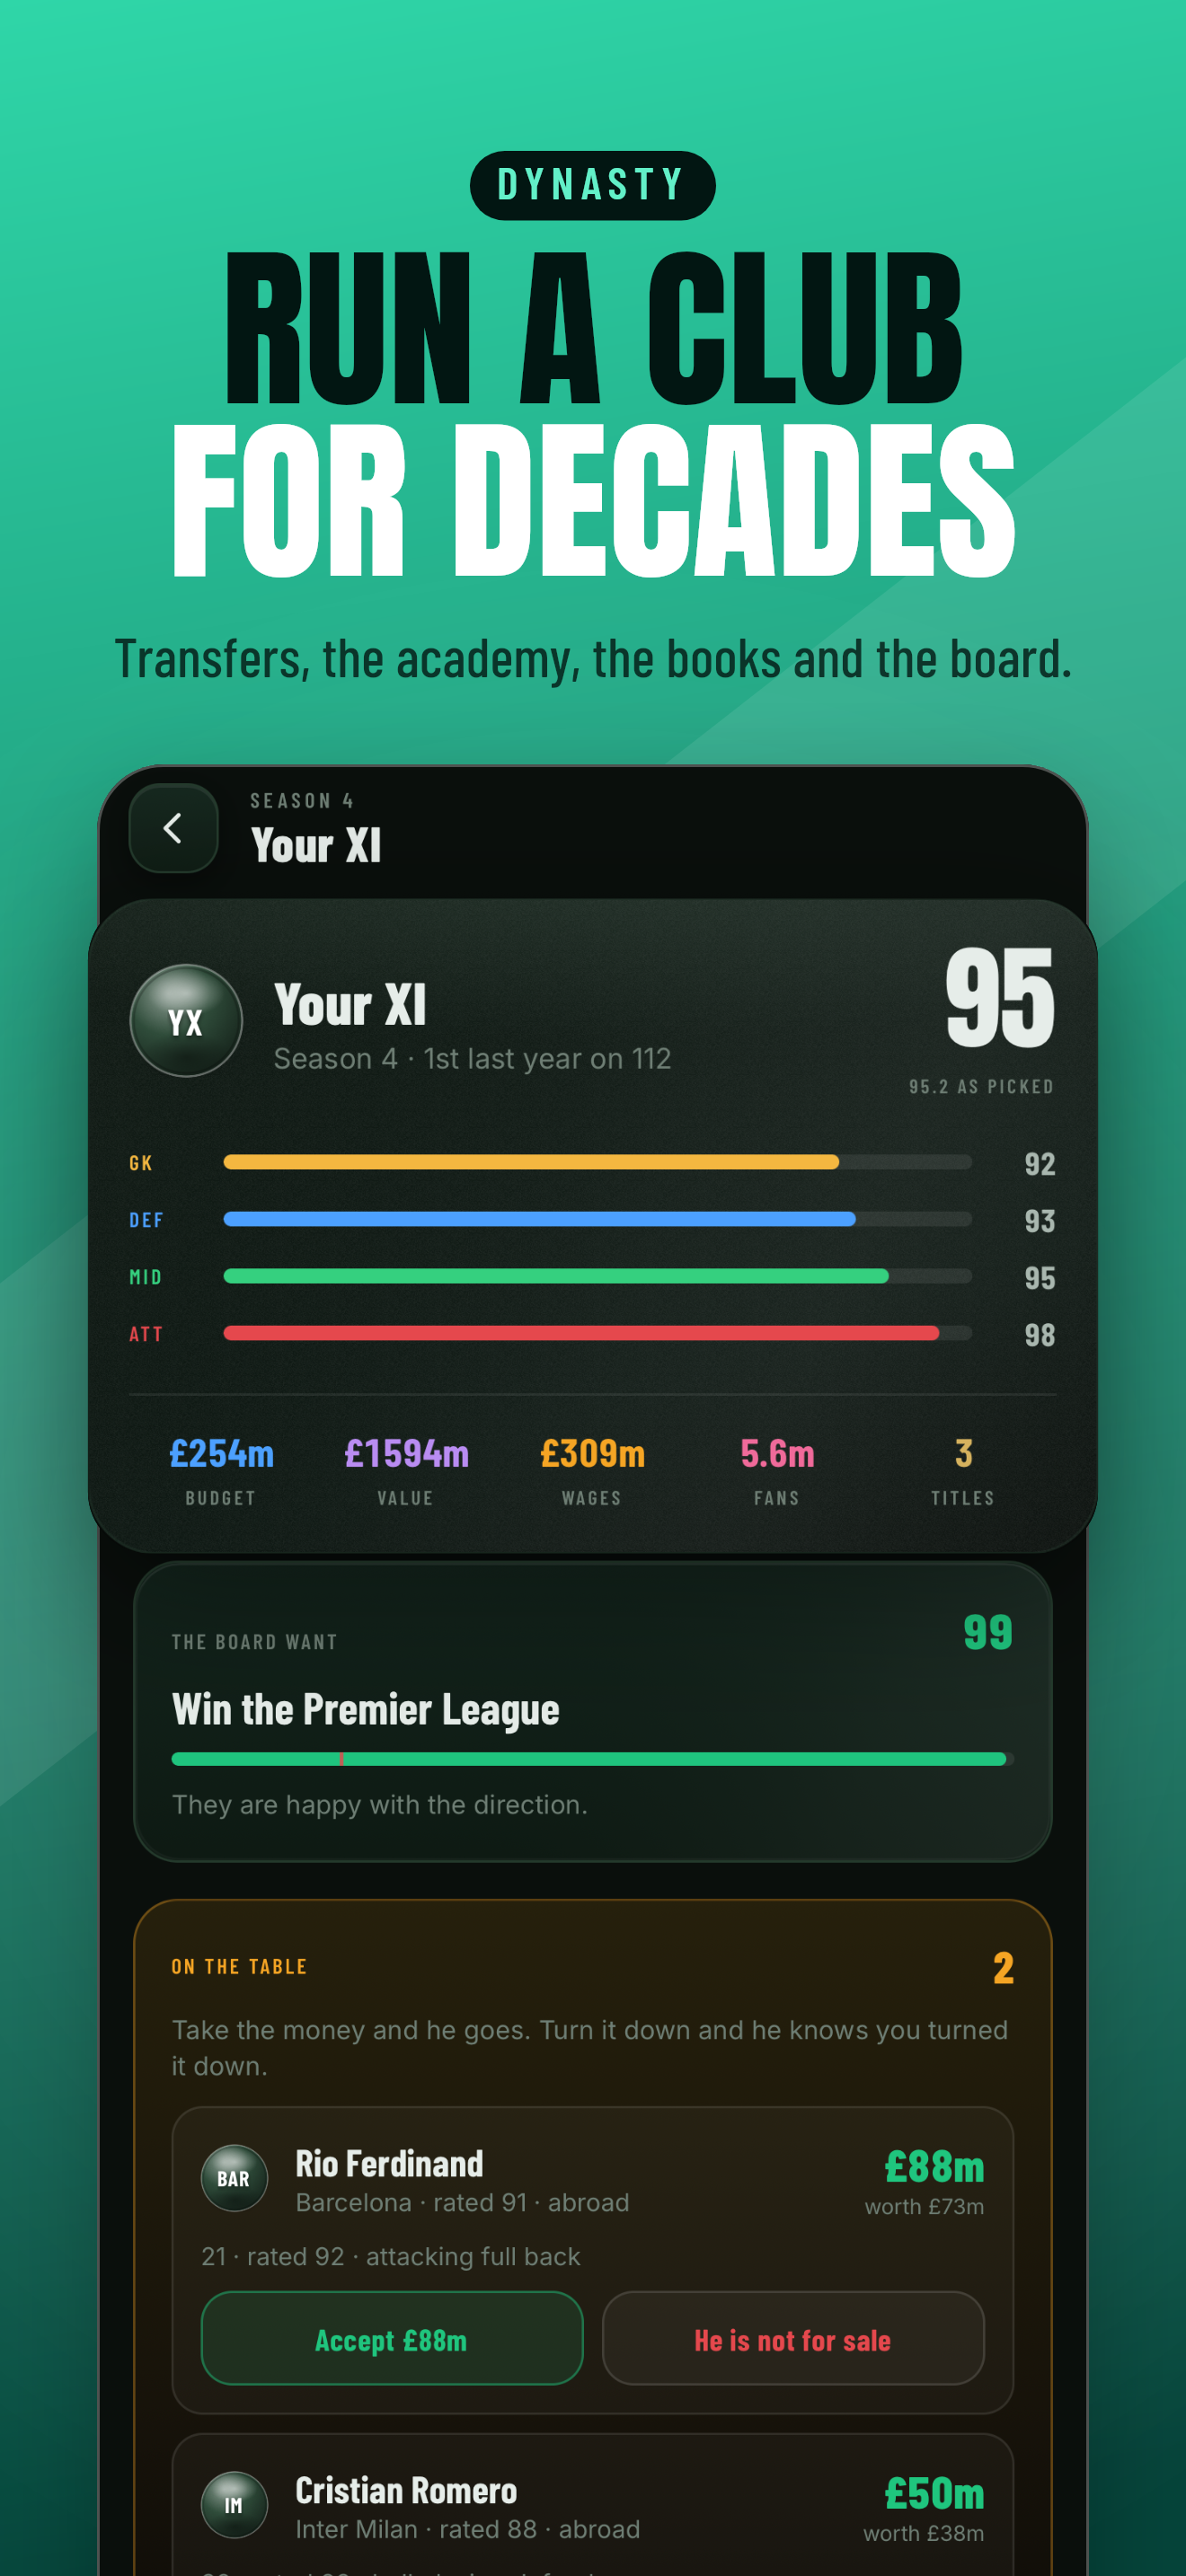 DYNASTY
RUN A CLUB
FOR DECADES
Transfers, the academy, the books and the board.
SEASON 4
Your XI
YX
Your XI
Season 4 · 1st last year on 112
95
95.2 AS PICKED
GK 92
DEF 93
MID 95
ATT 98
£254m £1594m £309m 5.6m 3
BUDGET VALUE WAGES FANS TITLES
THE BOARD WANT 99
Win the Premier League
They are happy with the direction.
ON THE TABLE 2
Take the money and he goes. Turn it down and he knows you turned
it down.
BAR
Rio Ferdinand £88m
Barcelona · rated 91 · abroad worth £73m
21 · rated 92 · attacking full back
Accept £88m He is not for sale
IM
Cristian Romero £50m
Inter Milan · rated 88 · abroad worth £38m